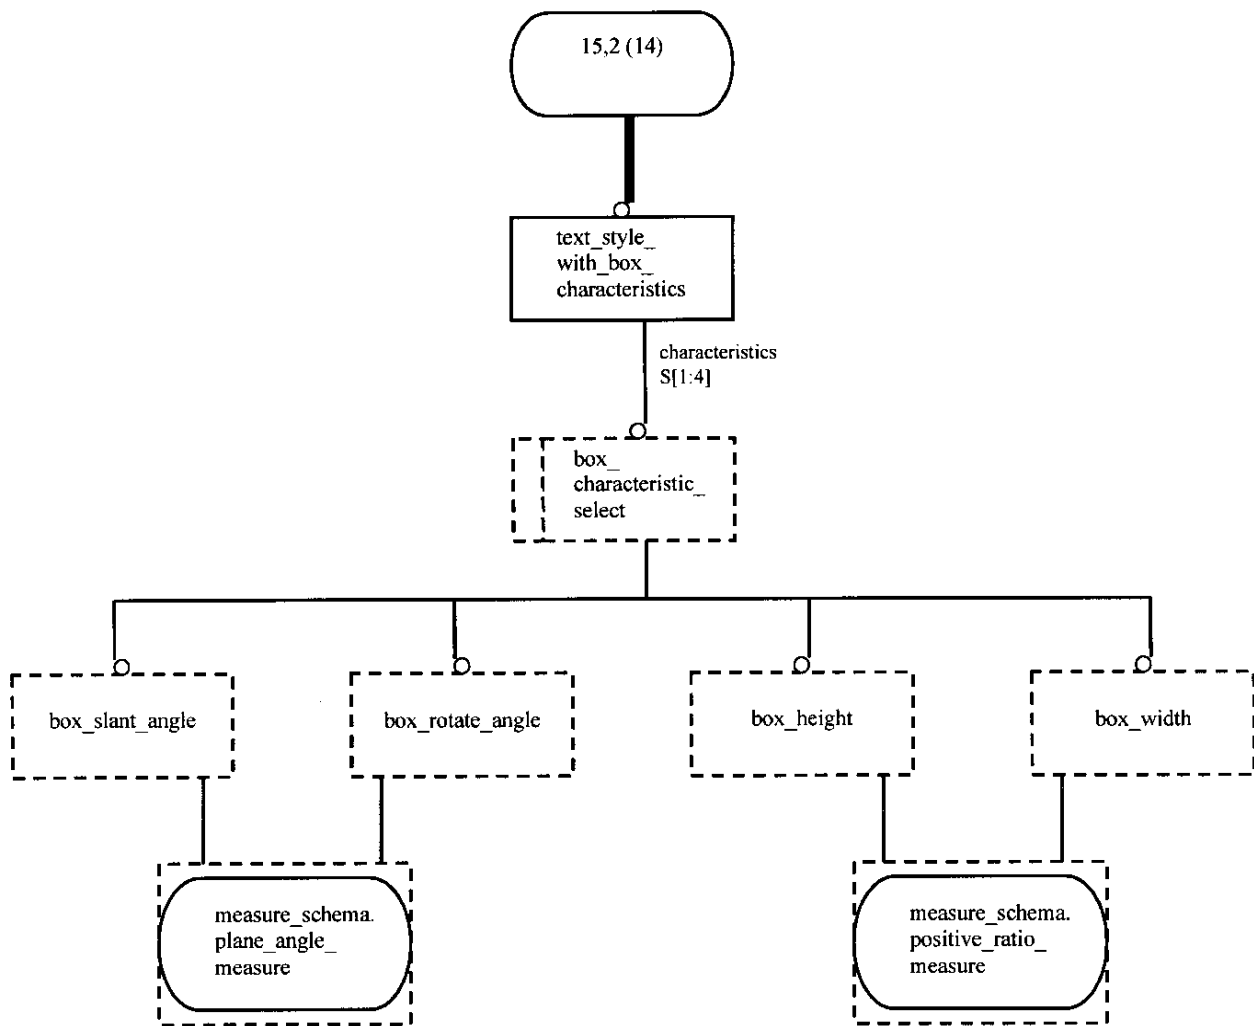 15,2 (14)
text_style_
with_box_
characteristics
characteristics
S[1:4]
box_
characteristic_
select
box_slant_angle
box_rotate_angle
box_height
box_width
measure_schema.
plane_angle_
measure
measure_schema.
positive_ratio_
measure